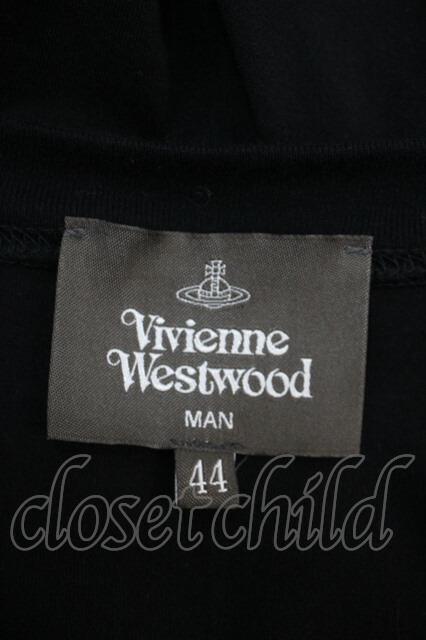 Vivienne
Westwood
MAN
44
closet child